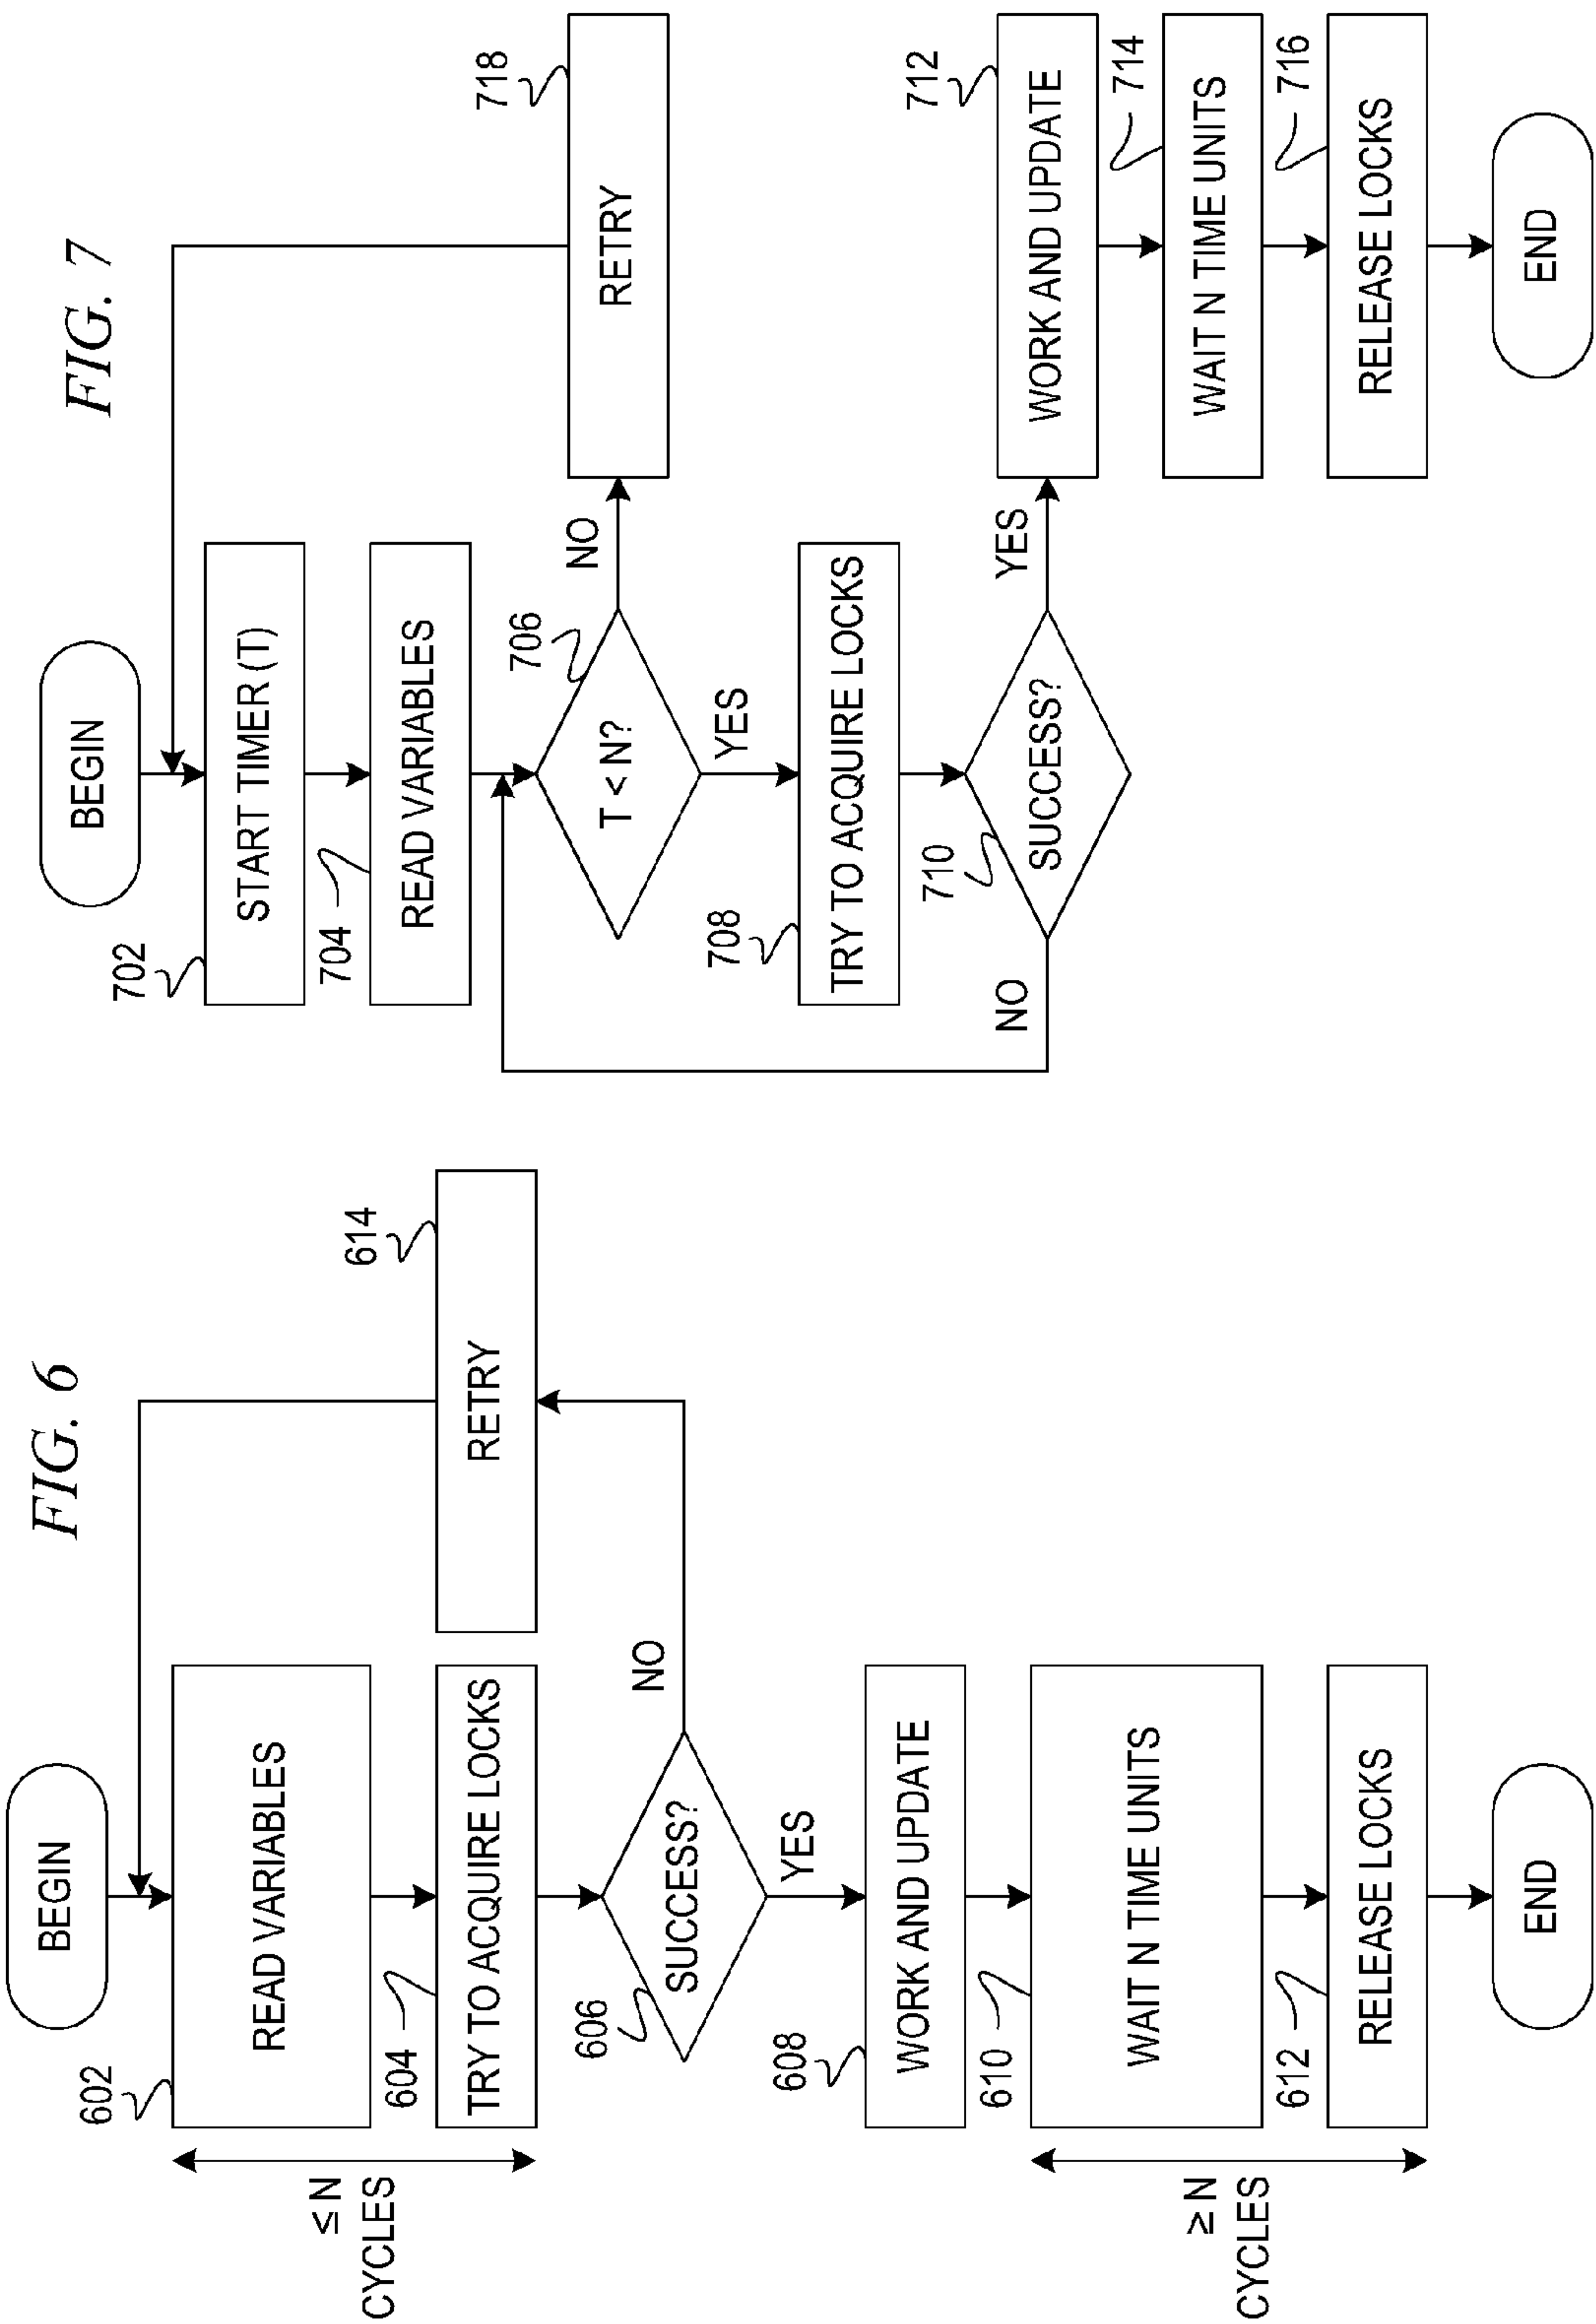 FIG. 6
BEGIN
602
READ VARIABLES
604
TRY TO ACQUIRE LOCKS
≤ N
CYCLES
606
SUCCESS?
NO
614
RETRY
YES
608
WORK AND UPDATE
610
WAIT N TIME UNITS
612
RELEASE LOCKS
≥ N
CYCLES
END
FIG. 7
BEGIN
702
START TIMER (T)
704
READ VARIABLES
706
T < N?
NO
718
RETRY
YES
708
TRY TO ACQUIRE LOCKS
710
SUCCESS?
NO
YES
712
WORK AND UPDATE
714
WAIT N TIME UNITS
716
RELEASE LOCKS
END